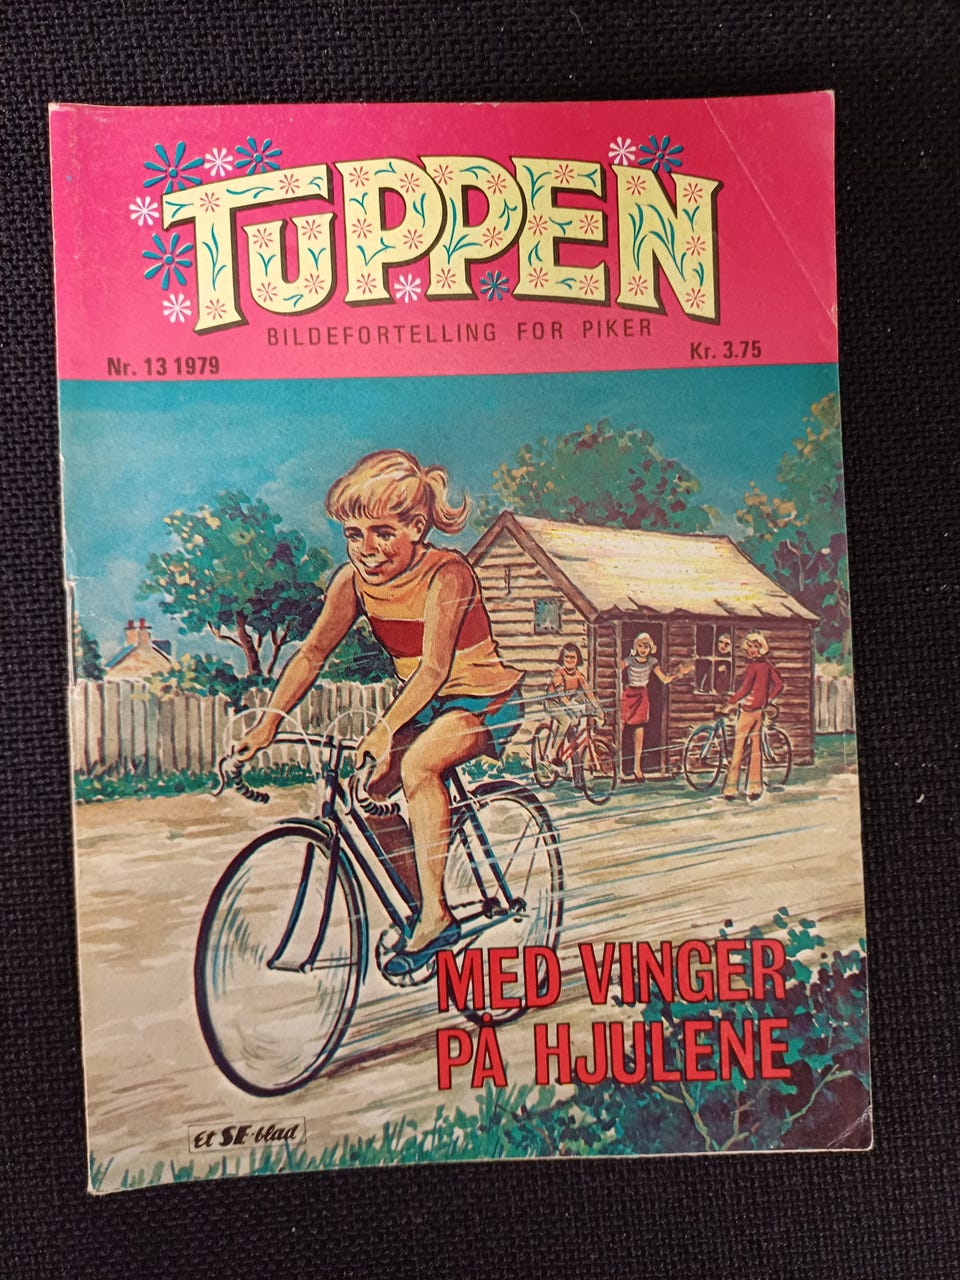 TUPPEN
BILDEFORTELLING FOR PIKER
Nr. 13 1979
Kr. 3.75
MED VINGER
PÅ HJULENE
et SE-blad